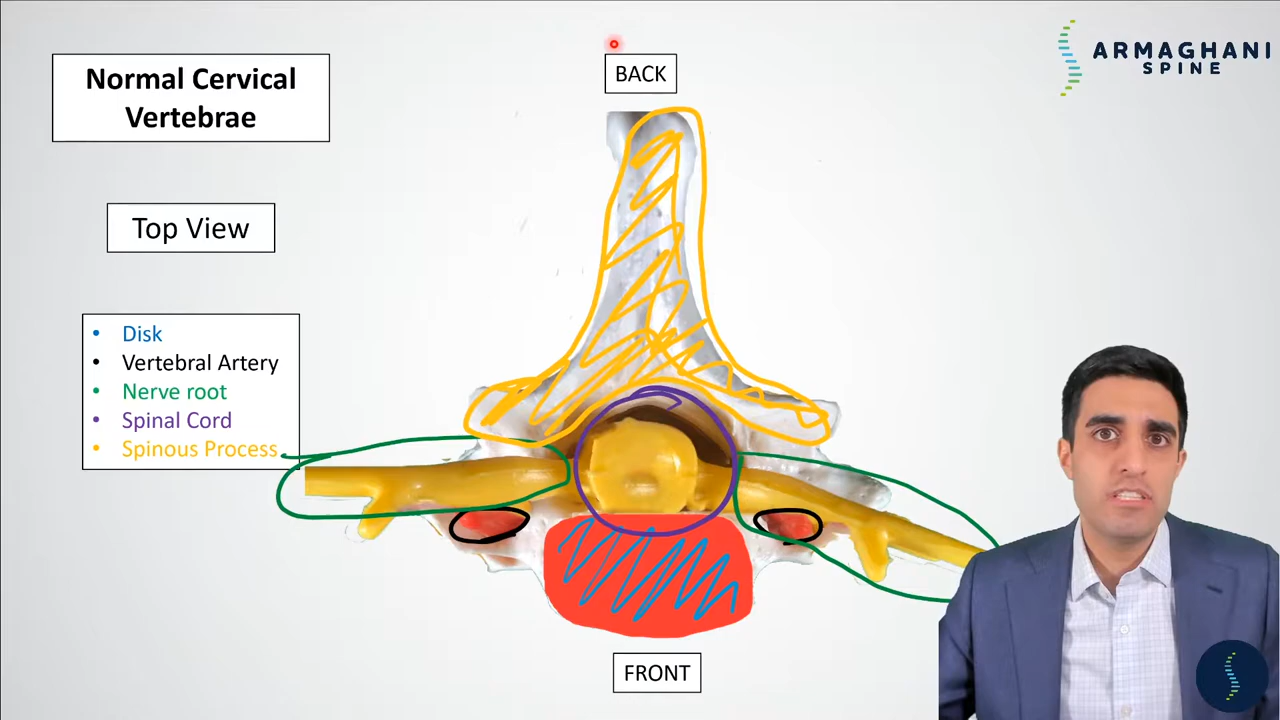 Normal Cervical
Vertebrae
BACK
ARMAGHANI
SPINE
Top View
• Disk
• Vertebral Artery
• Nerve root
• Spinal Cord
• Spinous Process
FRONT